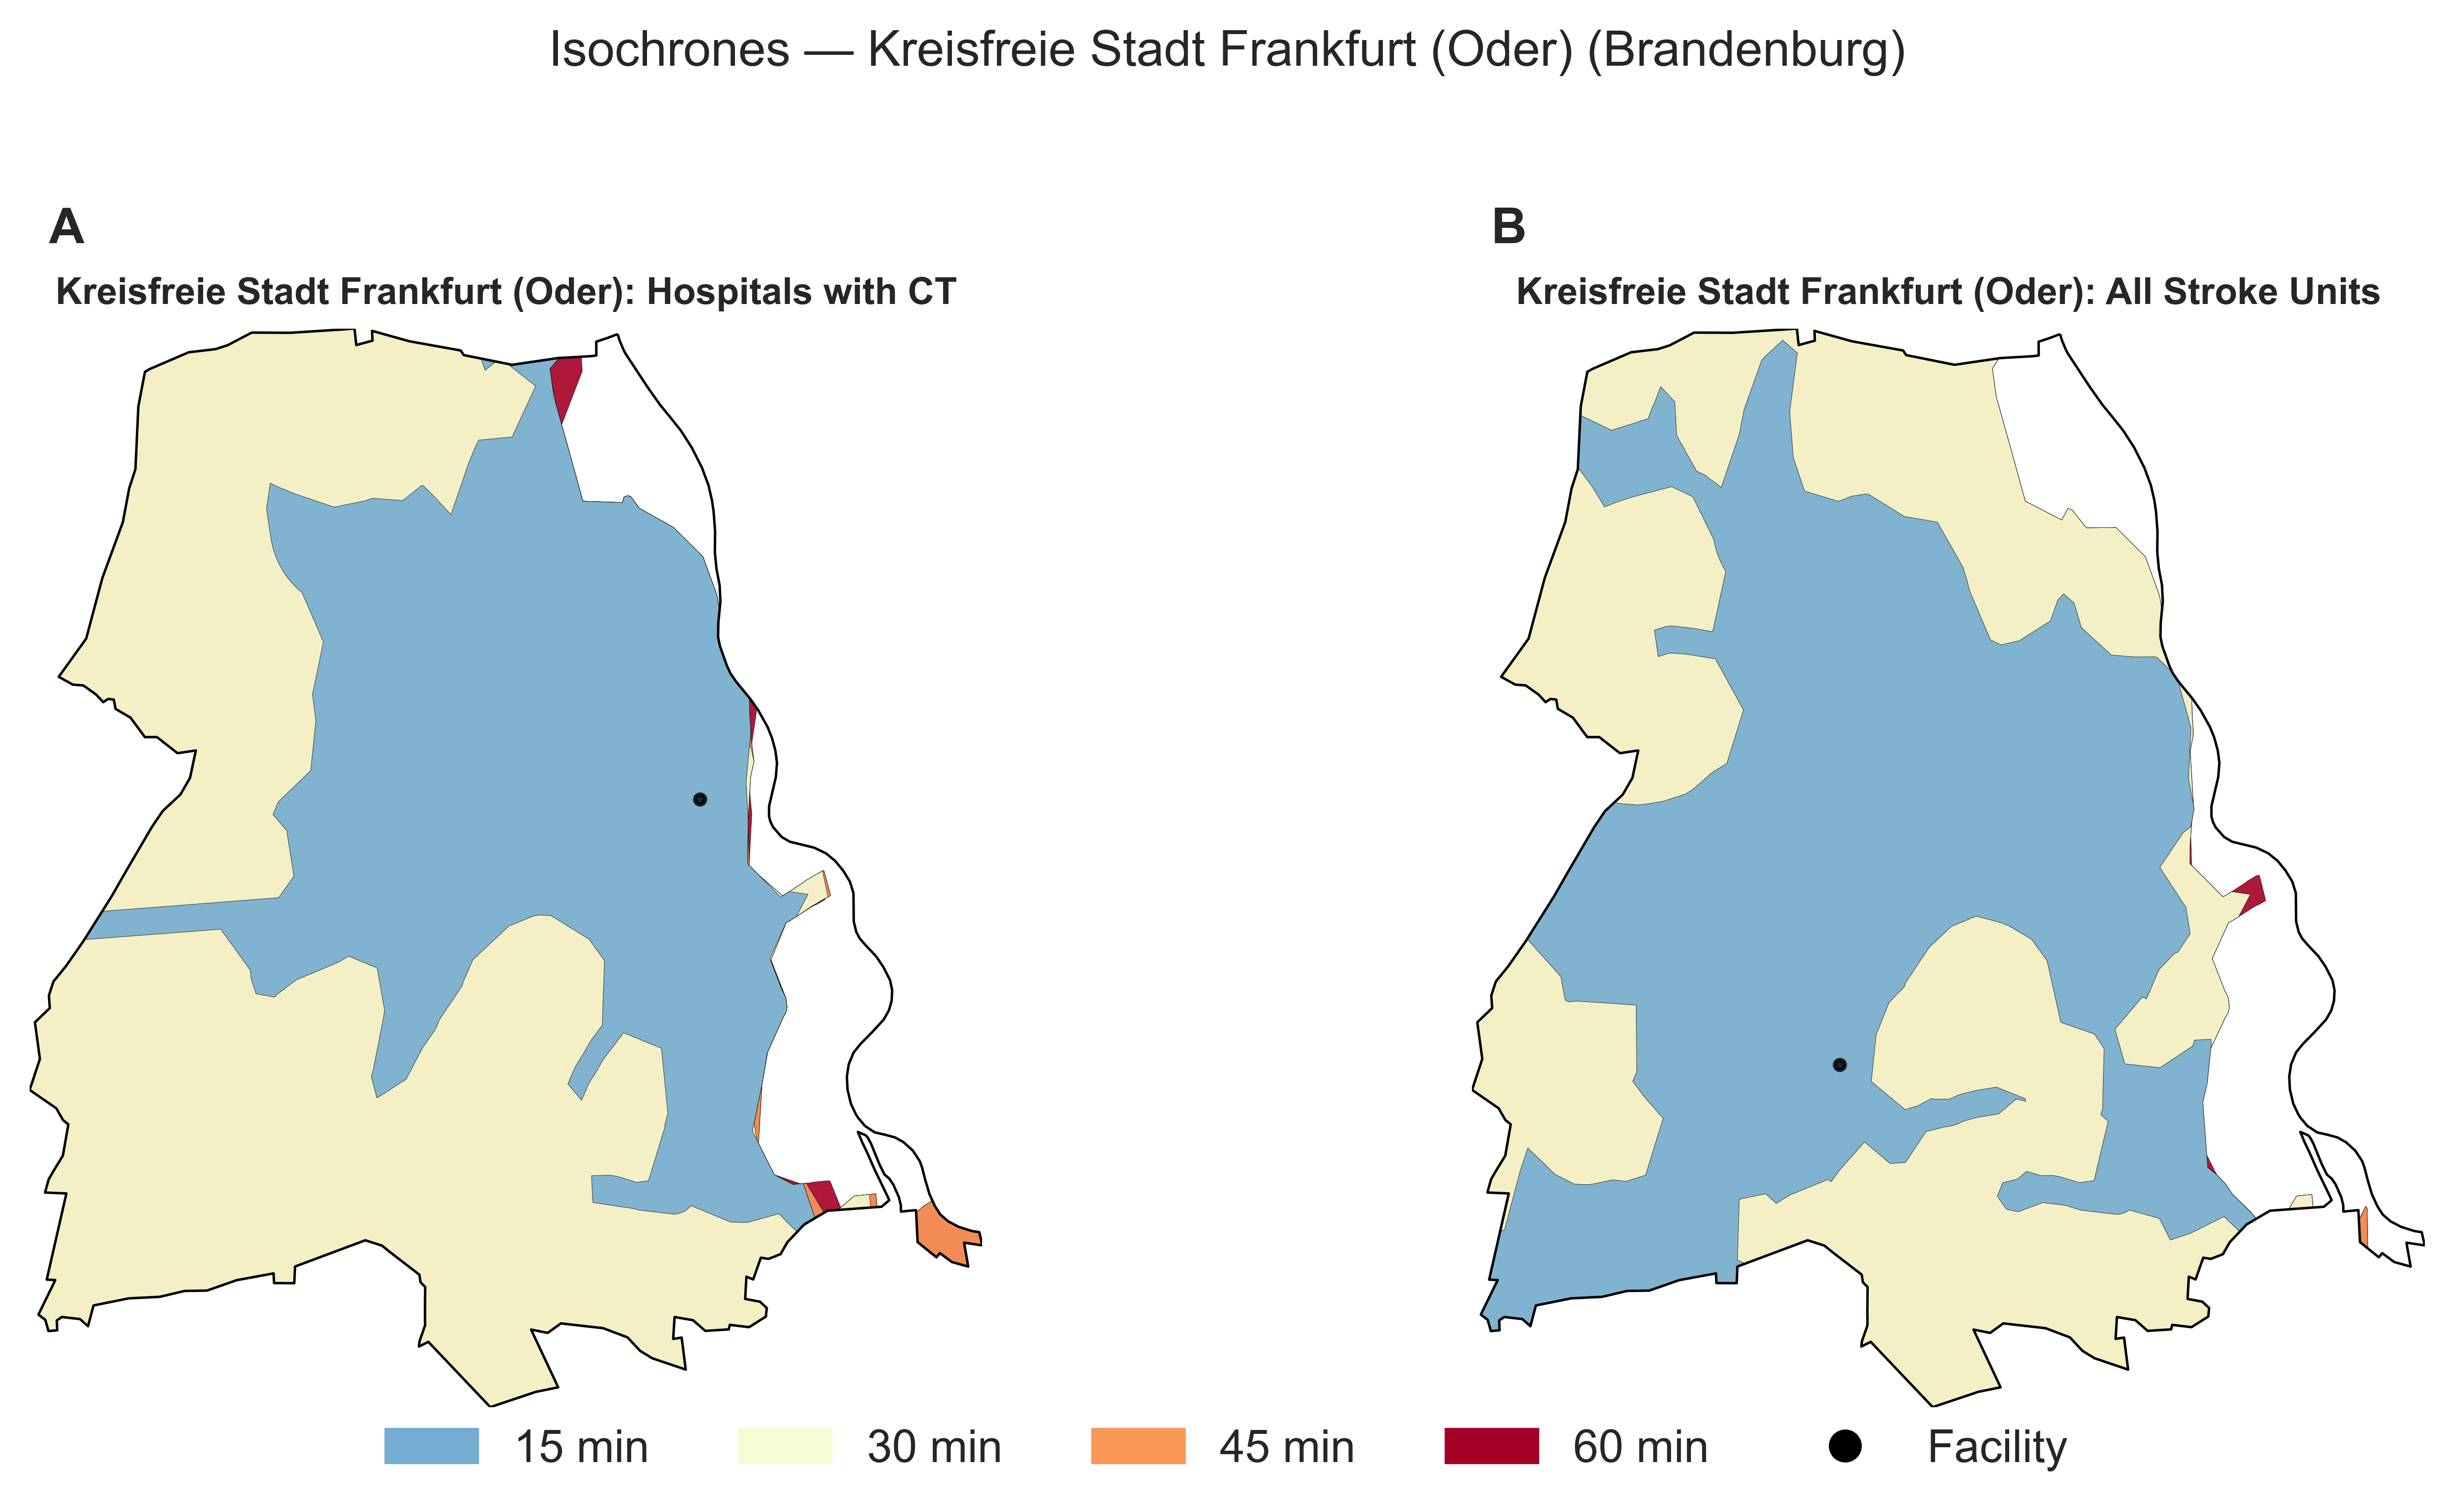 Isochrones — Kreisfreie Stadt Frankfurt (Oder) (Brandenburg)
A
Kreisfreie Stadt Frankfurt (Oder): Hospitals with CT
B
Kreisfreie Stadt Frankfurt (Oder): All Stroke Units
15 min
30 min
45 min
60 min
Facility